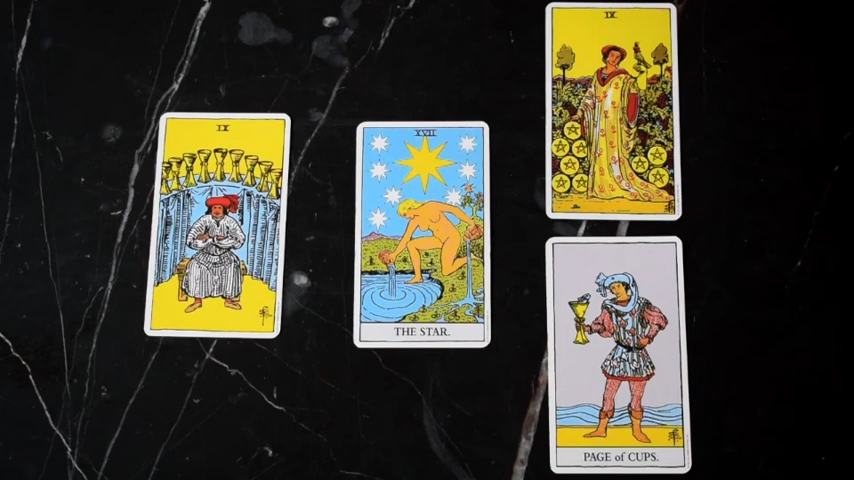 IX
XVII
THE STAR.
IX
PAGE of CUPS.